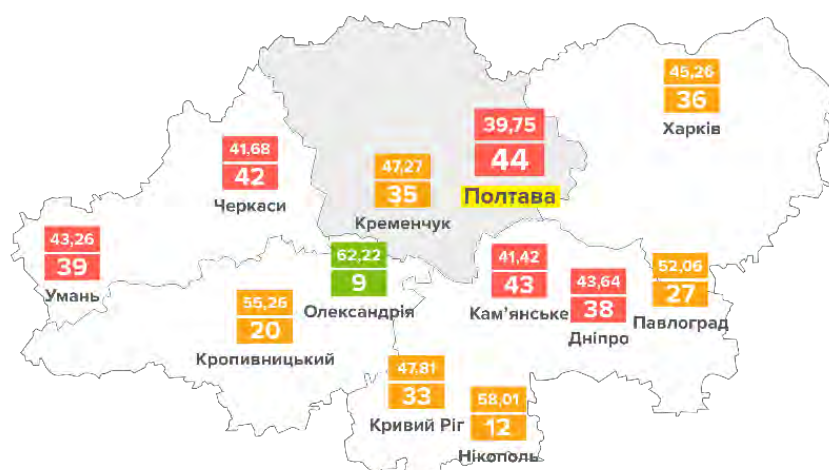 45,26
36
Харків
39,75
44
Полтава
41,68
42
Черкаси
47,27
35
Кременчук
43,26
39
Умань
62,22
9
Олександрія
41,42
43
Кам’янське
43,64
38
Дніпро
52,06
27
Павлоград
55,26
20
Кропивницький
47,81
33
Кривий Ріг
58,01
12
Нікополь